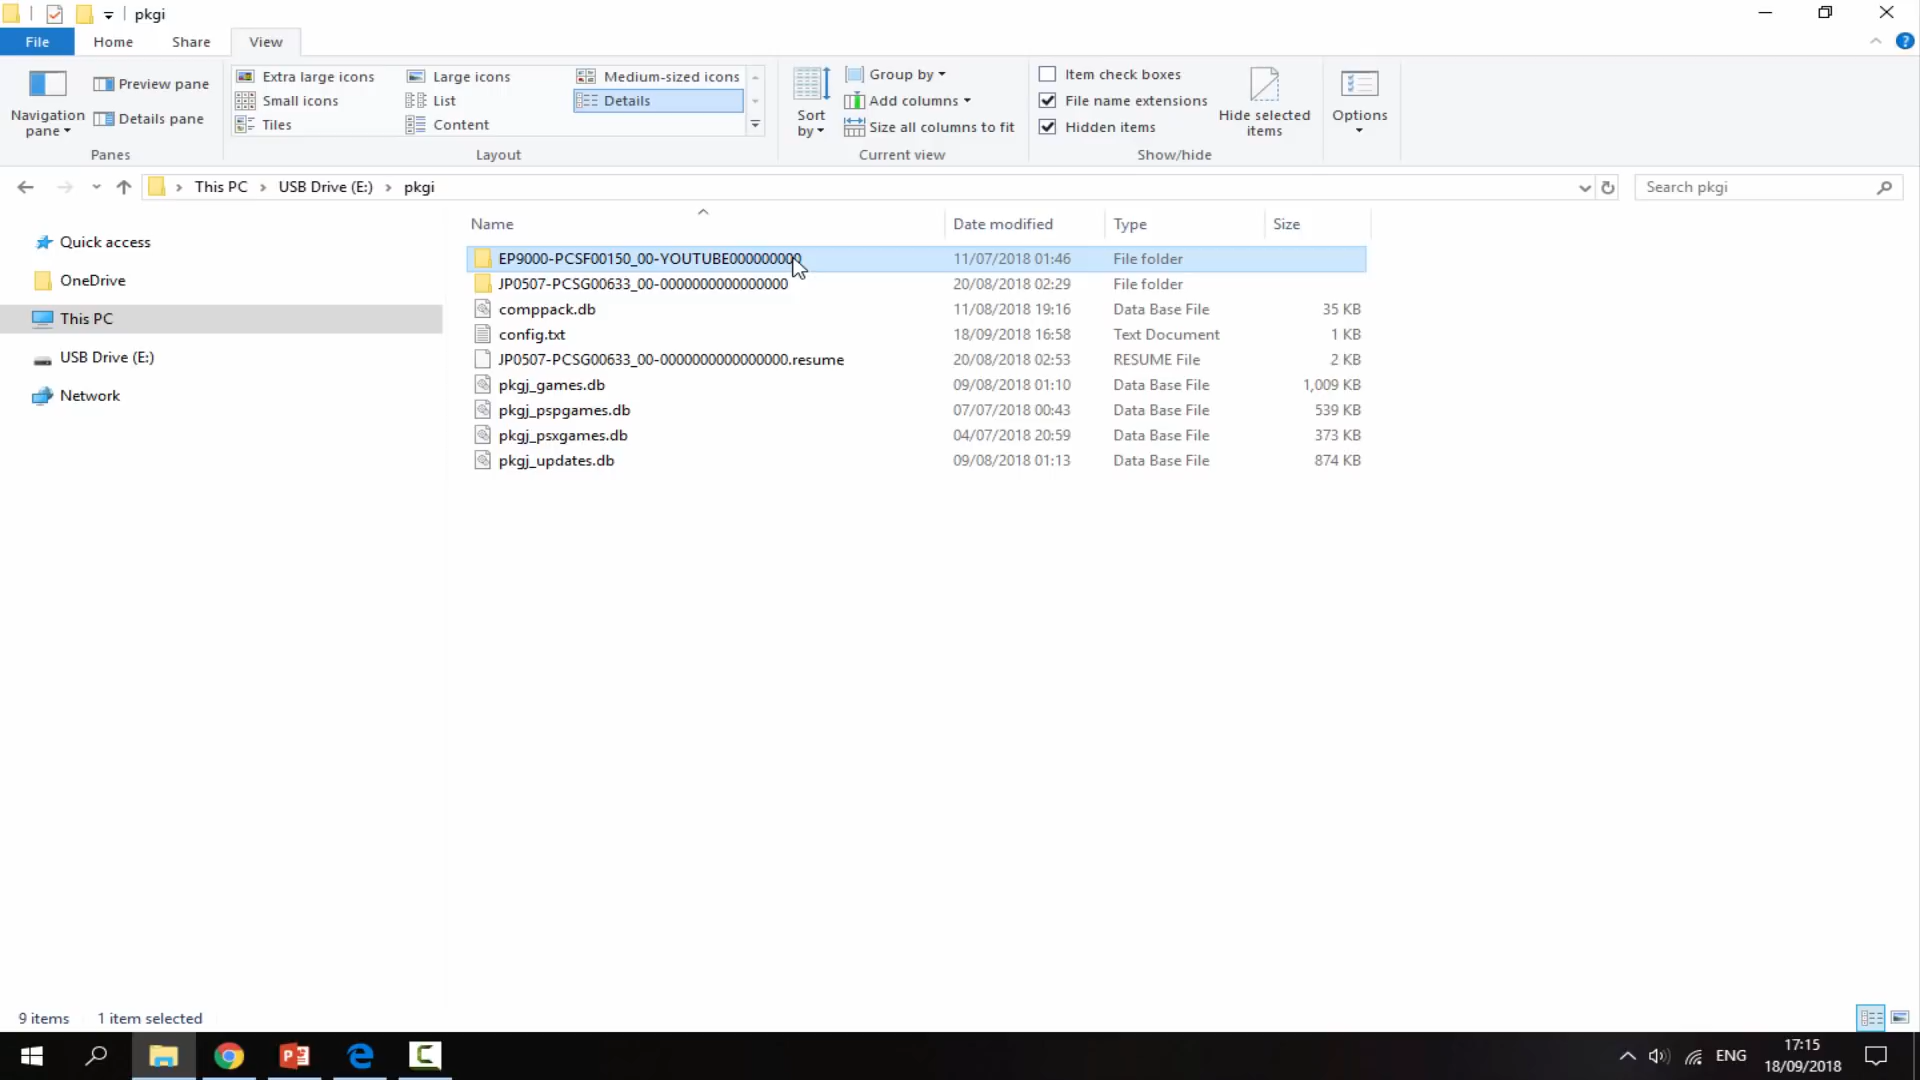 pkgi
File Home Share View
Navigation pane
Preview pane
Details pane
Panes
Extra large icons Large icons Medium-sized icons
Small icons List Details
Tiles Content
Layout
Sort by
Group by
Add columns
Size all columns to fit
Current view
Item check boxes
File name extensions
Hidden items
Hide selected items
Show/hide
Options
This PC USB Drive (E:) pkgi
Search pkgi
Quick access
OneDrive
This PC
USB Drive (E:)
Network
Name Date modified Type Size
EP9000-PCSF00150_00-YOUTUBE000000000 11/07/2018 01:46 File folder
JP0507-PCSG00633_00-0000000000000000 20/08/2018 02:29 File folder
comppack.db 11/08/2018 19:16 Data Base File 35 KB
config.txt 18/09/2018 16:58 Text Document 1 KB
JP0507-PCSG00633_00-0000000000000000.resume 20/08/2018 02:53 RESUME File 2 KB
pkgj_games.db 09/08/2018 01:10 Data Base File 1,009 KB
pkgj_pspgames.db 07/07/2018 00:43 Data Base File 539 KB
pkgj_psxgames.db 04/07/2018 20:59 Data Base File 373 KB
pkgj_updates.db 09/08/2018 01:13 Data Base File 874 KB
9 items 1 item selected
ENG
17:15
18/09/2018